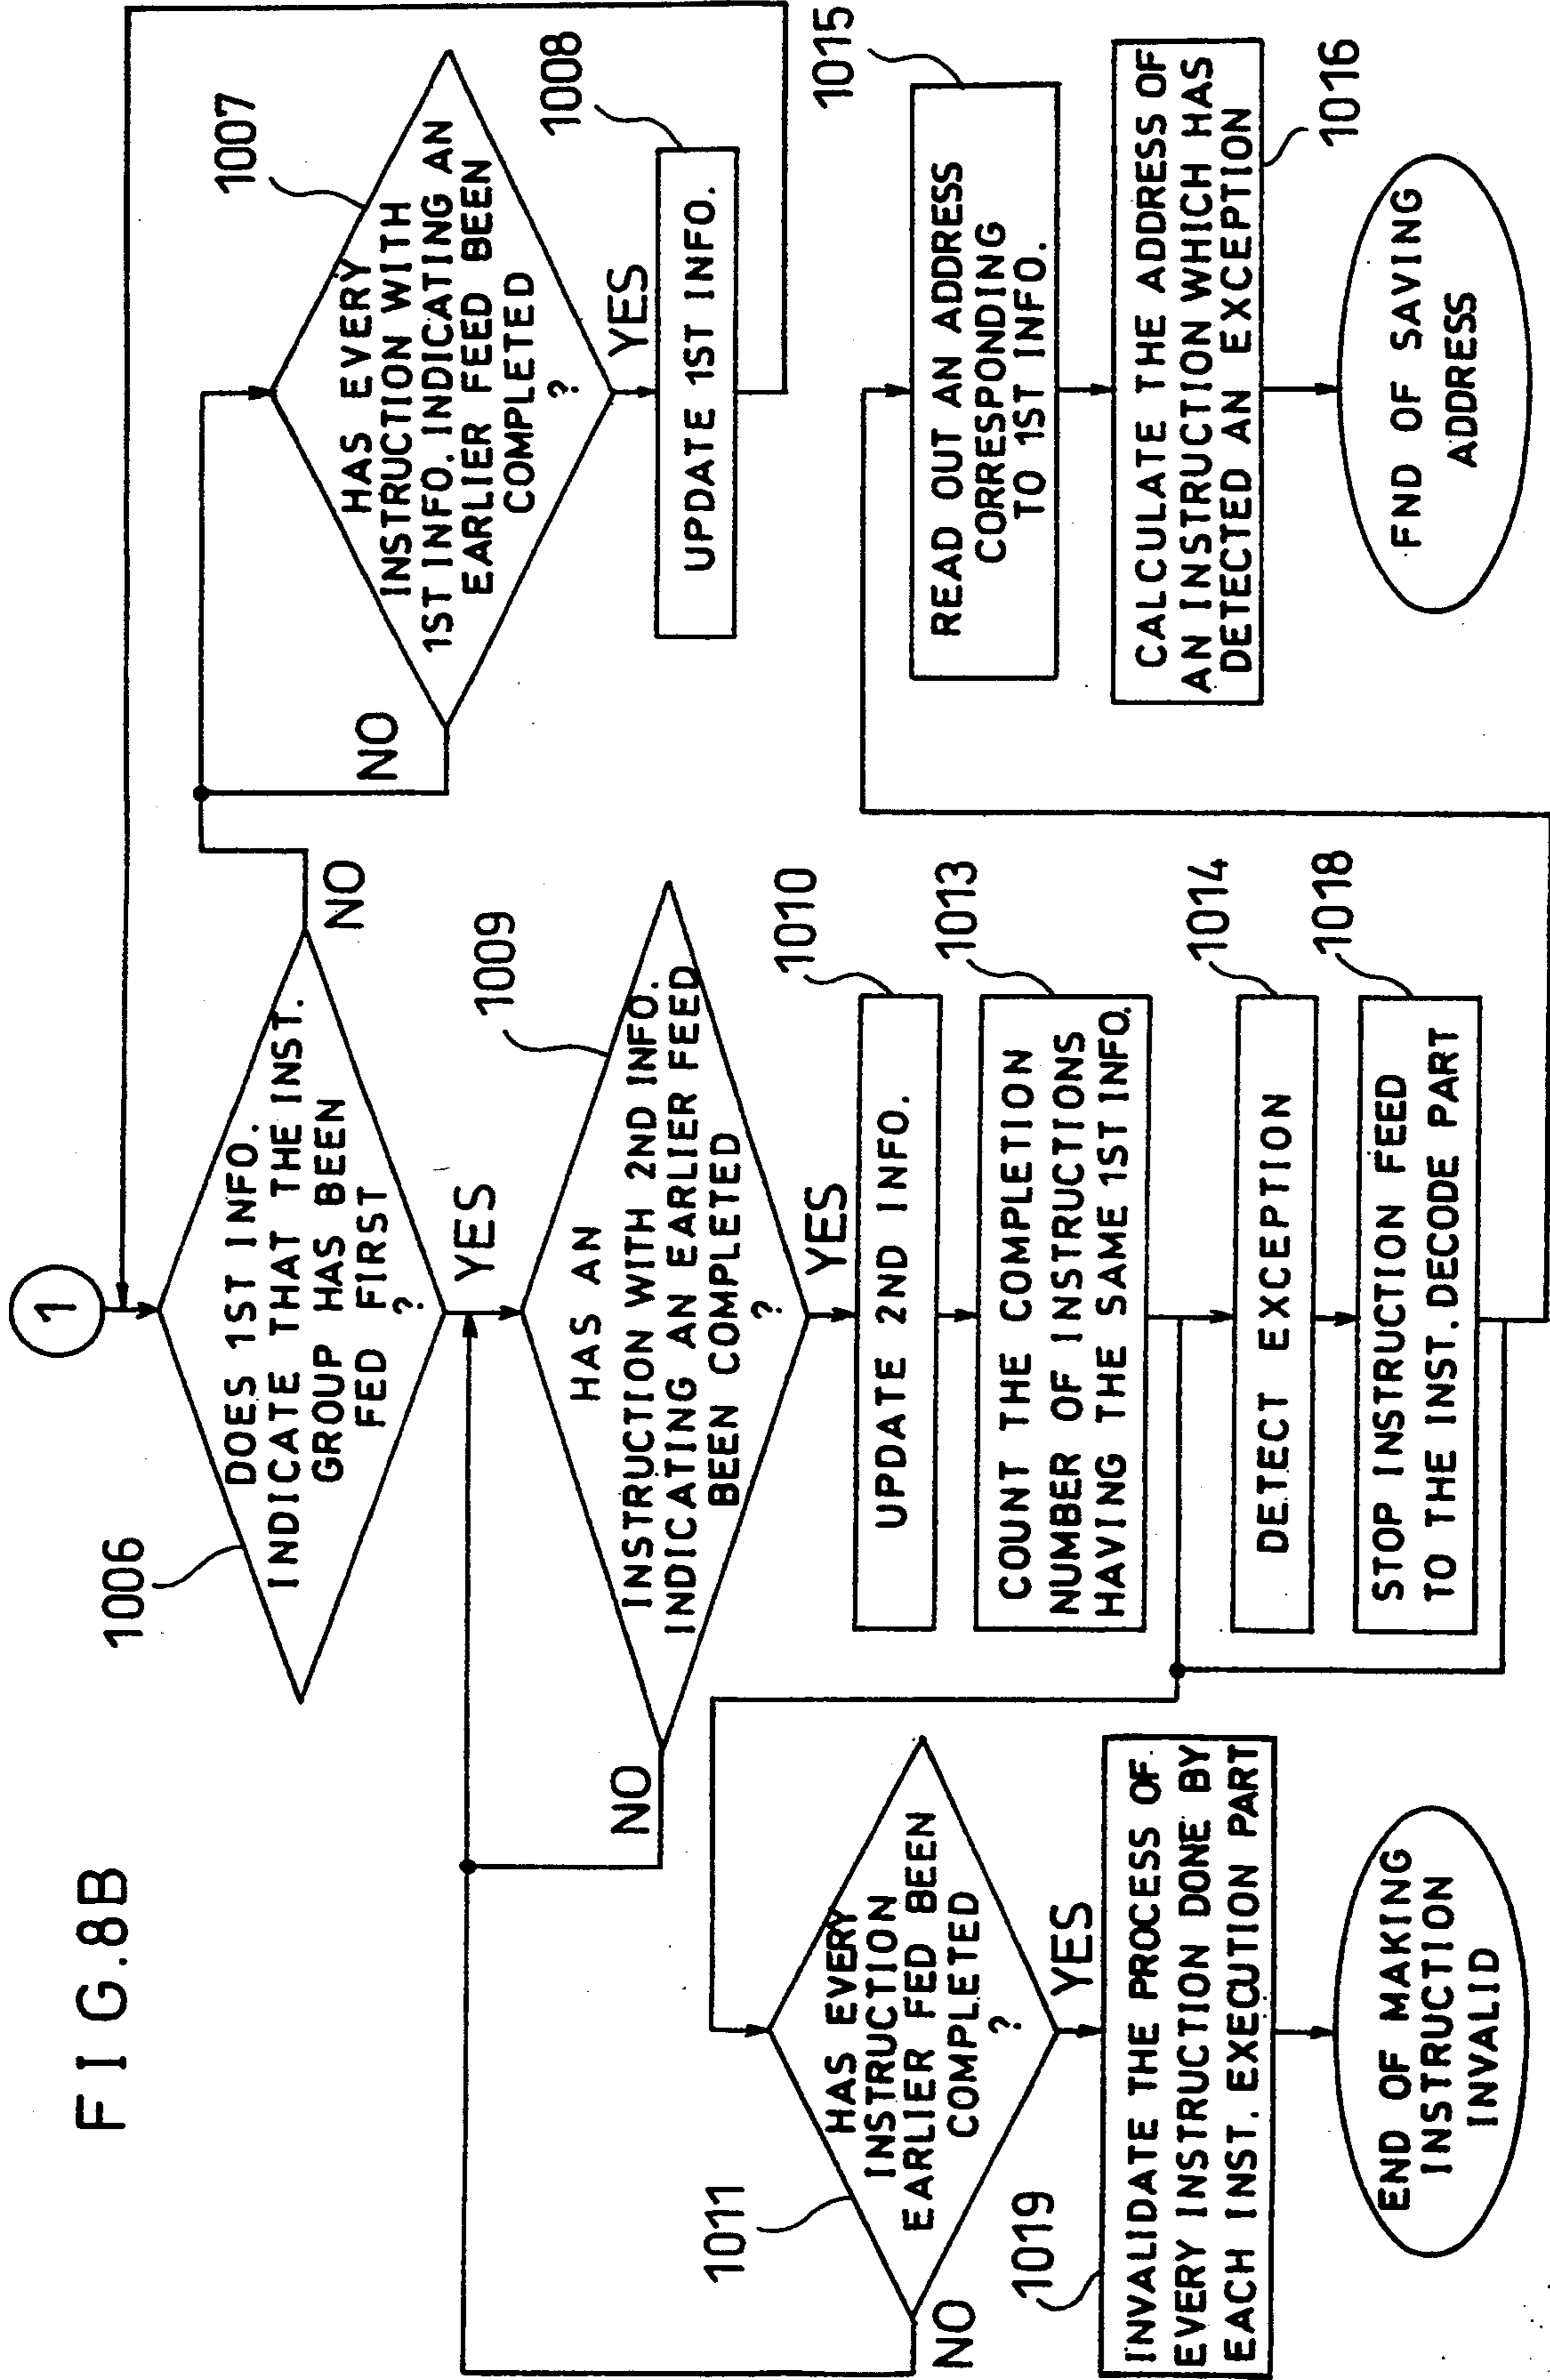 FIG.8B
1
1006
DOES 1ST INFO.
INDICATE THAT THE INST.
GROUP HAS BEEN
FED FIRST
?
NO
YES
1007
HAS EVERY
INSTRUCTION WITH
1ST INFO. INDICATING AN
EARLIER FEED BEEN
COMPLETED
?
NO
YES
1008
UPDATE 1ST INFO.
1009
HAS AN
INSTRUCTION WITH 2ND INFO.
INDICATING AN EARLIER FEED
BEEN COMPLETED
?
NO
YES
1010
UPDATE 2ND INFO.
1013
COUNT THE COMPLETION
NUMBER OF INSTRUCTIONS
HAVING THE SAME 1ST INFO.
1014
DETECT EXCEPTION
1018
STOP INSTRUCTION FEED
TO THE INST. DECODE PART
1011
HAS EVERY
INSTRUCTION
EARLIER FED BEEN
COMPLETED
?
NO
YES
1019
INVALIDATE THE PROCESS OF
EVERY INSTRUCTION DONE BY
EACH INST. EXECUTION PART
END OF MAKING
INSTRUCTION
INVALID
1015
READ OUT AN ADDRESS
CORRESPONDING
TO 1ST INFO.
1016
CALCULATE THE ADDRESS OF
AN INSTRUCTION WHICH HAS
DETECTED AN EXCEPTION
FND OF SAVING
ADDRESS